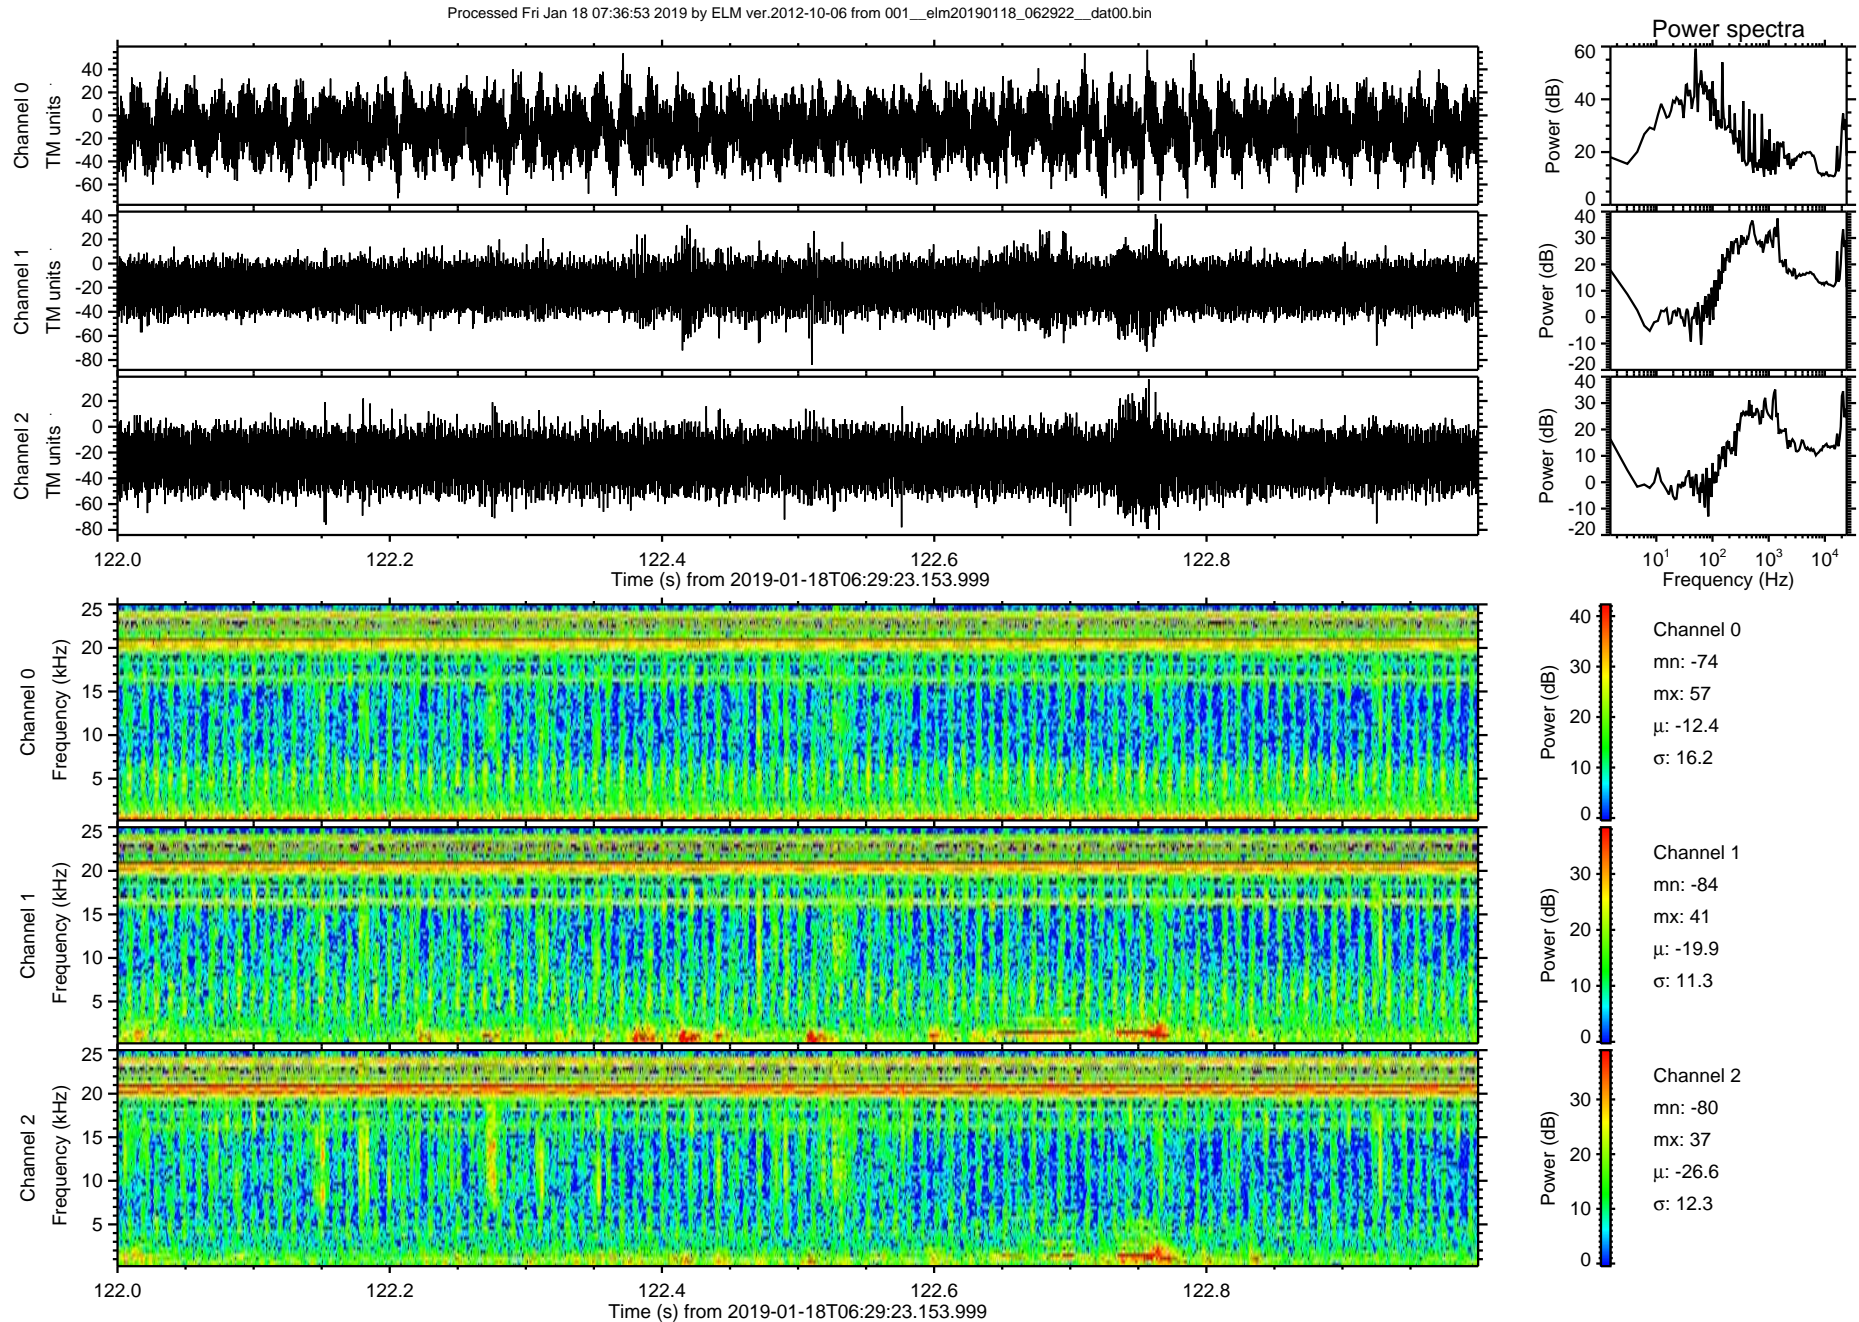 Processed Fri Jan 18 07:36:53 2019 by ELM ver.2012-10-06 from 001__elm20190118_062922__dat00.bin
Power spectra
Channel 0
TM units
40
20
0
-20
-40
-60
Power (dB)
60
40
20
0
Channel 1
TM units
40
20
0
-20
-40
-60
-80
Power (dB)
40
30
20
10
0
-10
-20
Channel 2
TM units
20
0
-20
-40
-60
-80
Power (dB)
40
30
20
10
0
-10
-20
122.0 122.2 122.4 122.6 122.8
Time (s) from 2019-01-18T06:29:23.153.999
10^1 10^2 10^3 10^4
Frequency (Hz)
Channel 0
Frequency (kHz)
25
20
15
10
5
Power (dB)
40
30
20
10
0
Channel 0
mn: -74
mx: 57
μ: -12.4
σ: 16.2
Channel 1
Frequency (kHz)
25
20
15
10
5
Power (dB)
30
20
10
0
Channel 1
mn: -84
mx: 41
μ: -19.9
σ: 11.3
Channel 2
Frequency (kHz)
25
20
15
10
5
Power (dB)
30
20
10
0
Channel 2
mn: -80
mx: 37
μ: -26.6
σ: 12.3
122.0 122.2 122.4 122.6 122.8
Time (s) from 2019-01-18T06:29:23.153.999